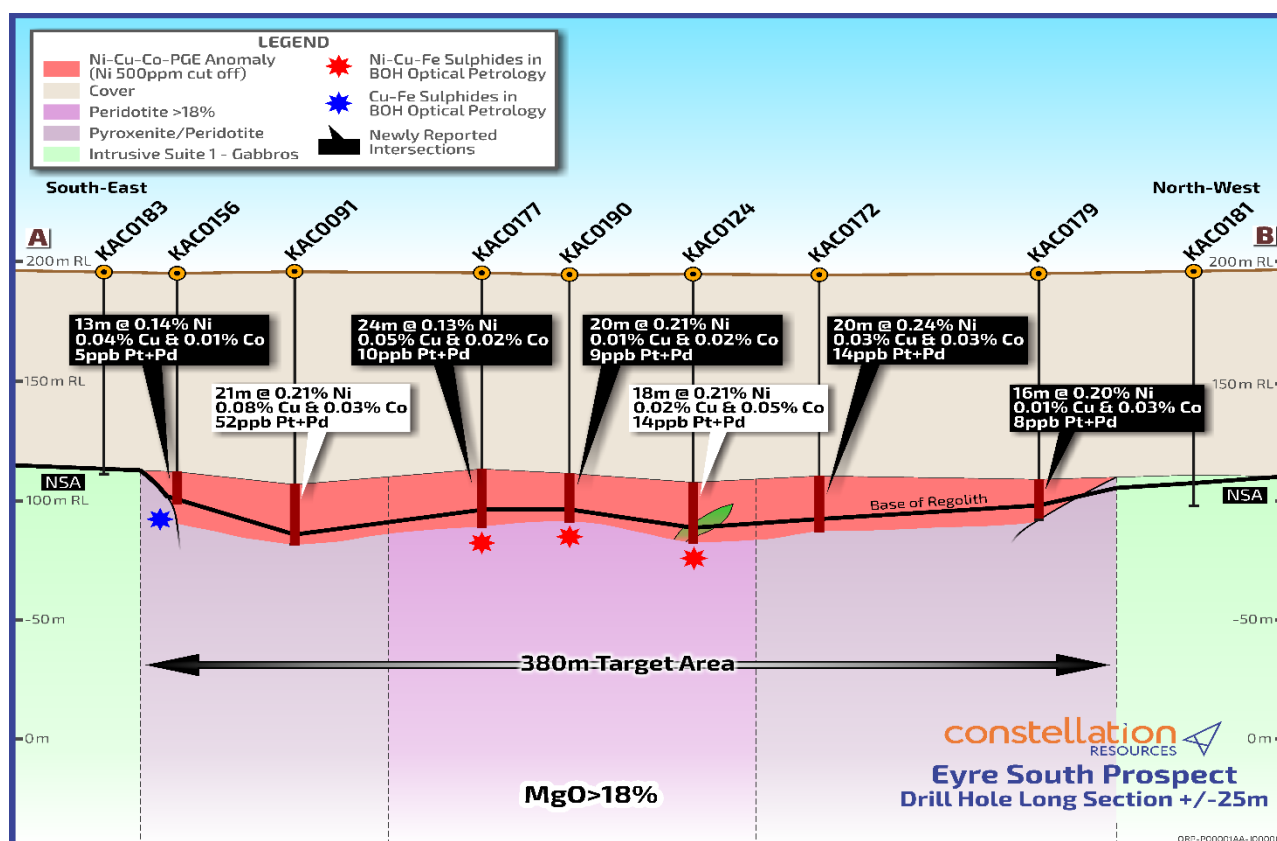 LEGEND
Ni-Cu-Co-PGE Anomaly
(Ni 500ppm cut off)
Cover
Peridotite >18%
Pyroxenite/Peridotite
Intrusive Suite 1 - Gabbros
Ni-Cu-Fe Sulphides in
BOH Optical Petrology
Cu-Fe Sulphides in
BOH Optical Petrology
Newly Reported
Intersections
South-East
North-West
A
B
KAC0183
KAC0156
KAC0091
KAC0177
KAC0190
KAC0124
KAC0172
KAC0179
KAC0181
200m RL
200m RL
13m @ 0.14% Ni
0.04% Cu & 0.01% Co
5ppb Pt+Pd
24m @ 0.13% Ni
0.05% Cu & 0.02% Co
10ppb Pt+Pd
20m @ 0.21% Ni
0.01% Cu & 0.02% Co
9ppb Pt+Pd
20m @ 0.24% Ni
0.03% Cu & 0.03% Co
14ppb Pt+Pd
150m RL
150m RL
21m @ 0.21% Ni
0.08% Cu & 0.03% Co
52ppb Pt+Pd
18m @ 0.21% Ni
0.02% Cu & 0.05% Co
14ppb Pt+Pd
16m @ 0.20% Ni
0.01% Cu & 0.03% Co
8ppb Pt+Pd
NSA
NSA
100m RL
100m RL
Base of Regolith
-50m
-50m
380m Target Area
0m
0m
MgO>18%
constellation
RESOURCES
Eyre South Prospect
Drill Hole Long Section +/-25m